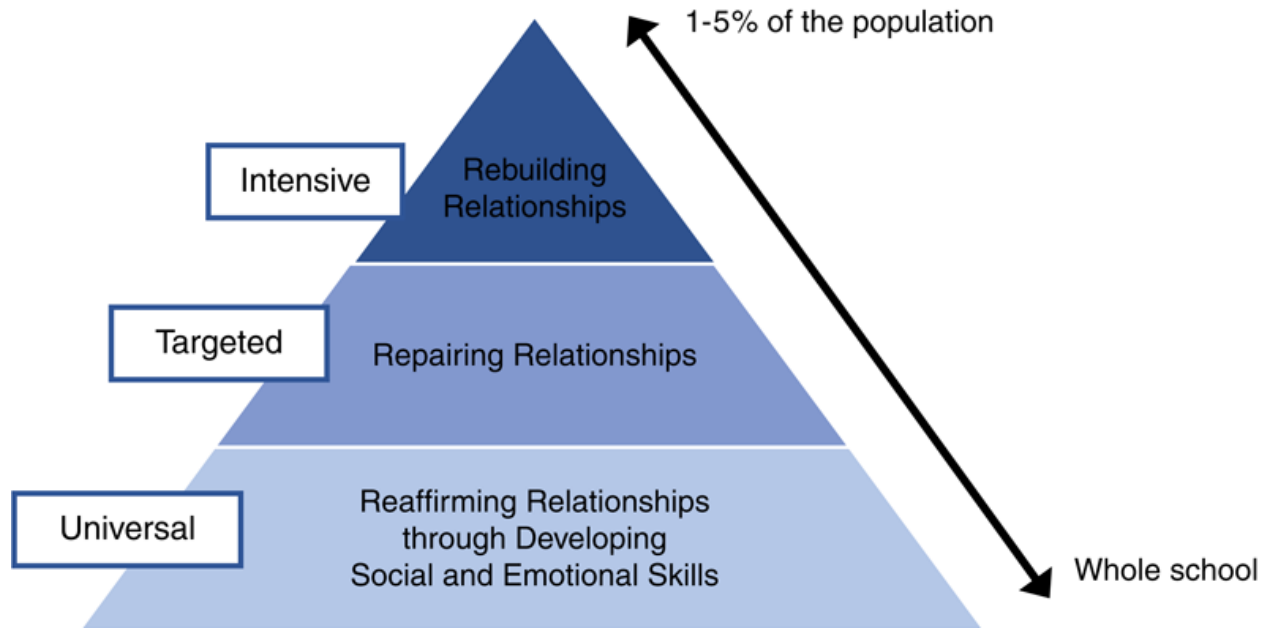 1-5% of the population
Intensive
Rebuilding
Relationships
Targeted
Repairing Relationships
Universal
Reaffirming Relationships
through Developing
Social and Emotional Skills
Whole school